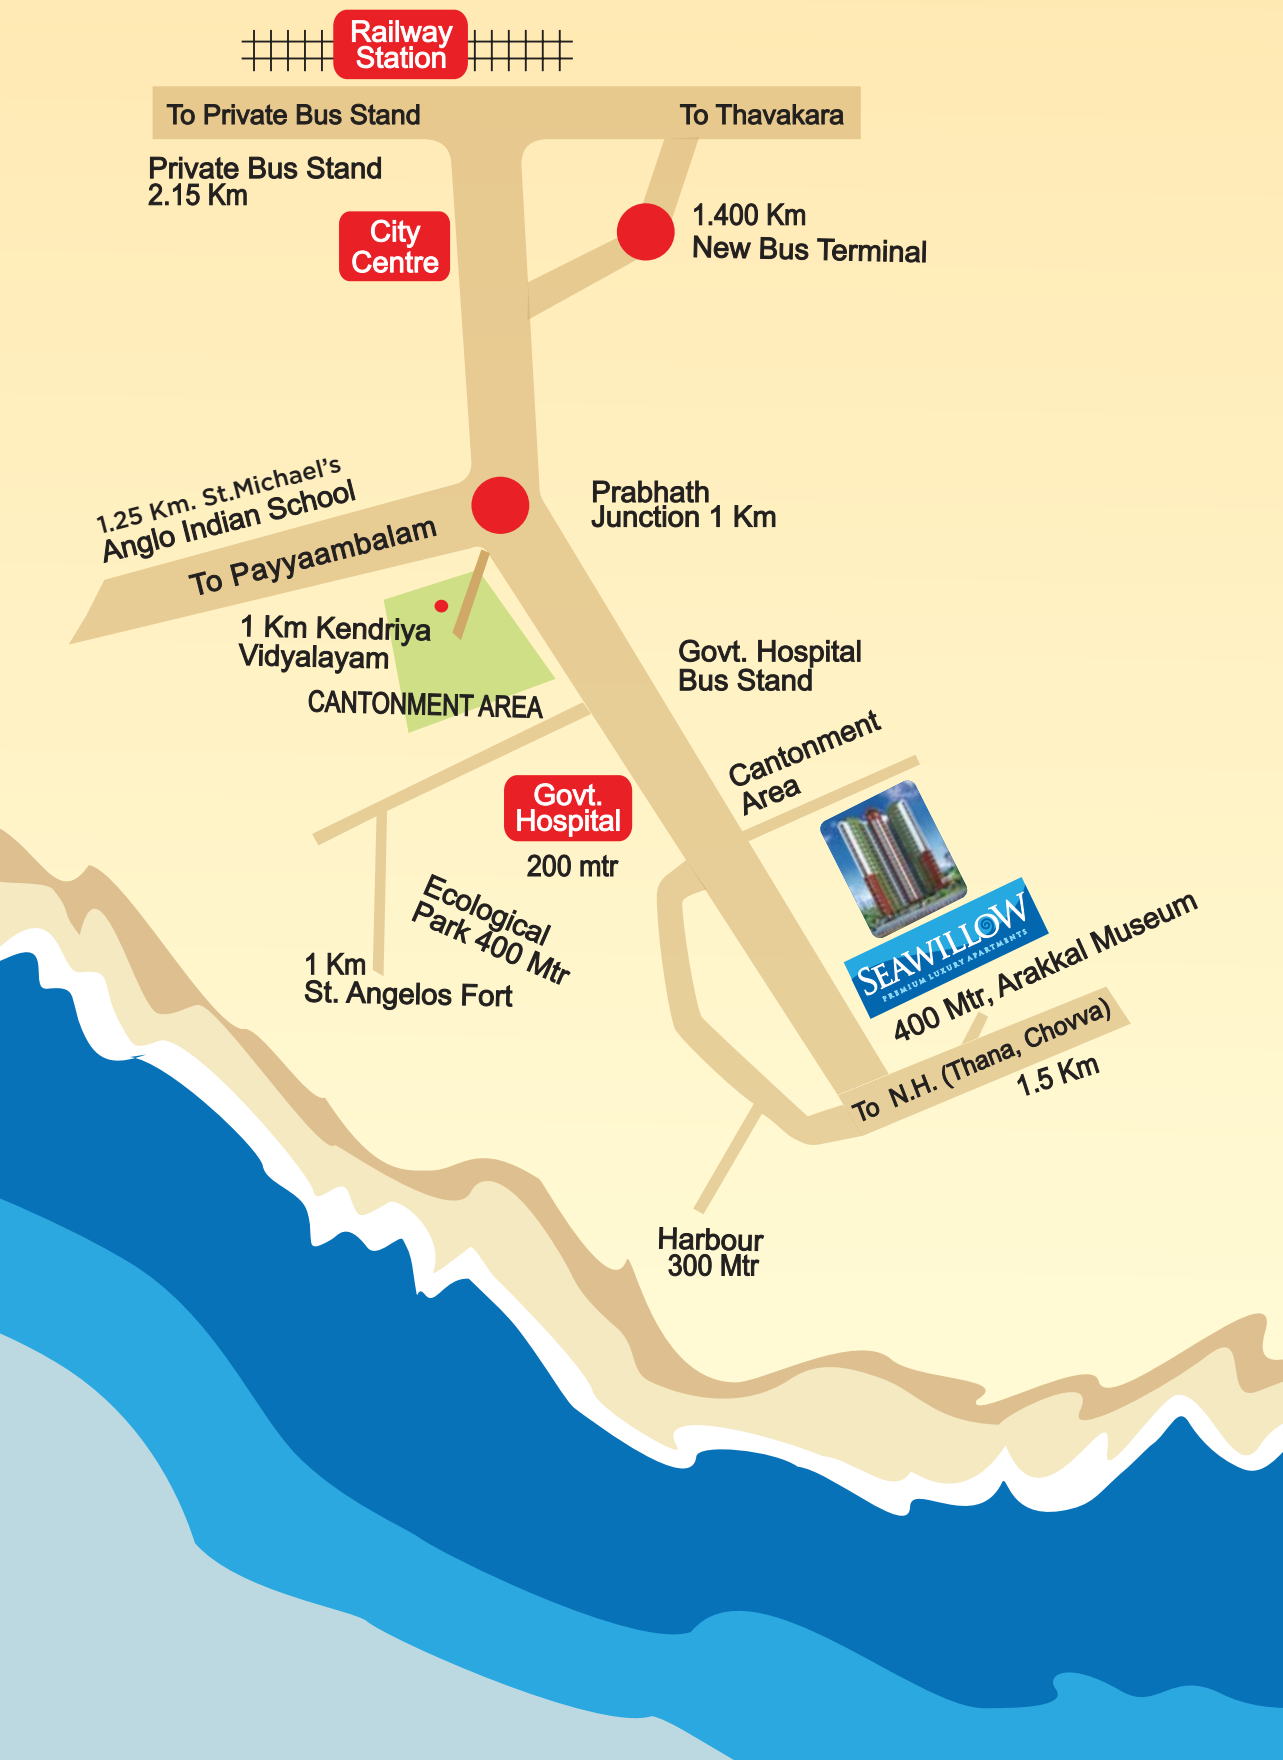 Railway
Station
To Private Bus Stand
To Thavakara
Private Bus Stand
2.15 Km
City
Centre
1.400 Km
New Bus Terminal
1.25 Km. St.Michael's
Anglo Indian School
To Payyaambalam
Prabhath
Junction 1 Km
1 Km Kendriya
Vidyalayam
CANTONMENT AREA
Govt. Hospital
Bus Stand
Cantonment
Area
Govt.
Hospital
200 mtr
Ecological
Park 400 Mtr
1 Km
St. Angelos Fort
SEAWILLOW
PREMIUM LUXURY APARTMENTS
400 Mtr, Arakkal Museum
To N.H. (Thana, Chovva)
1.5 Km
Harbour
300 Mtr